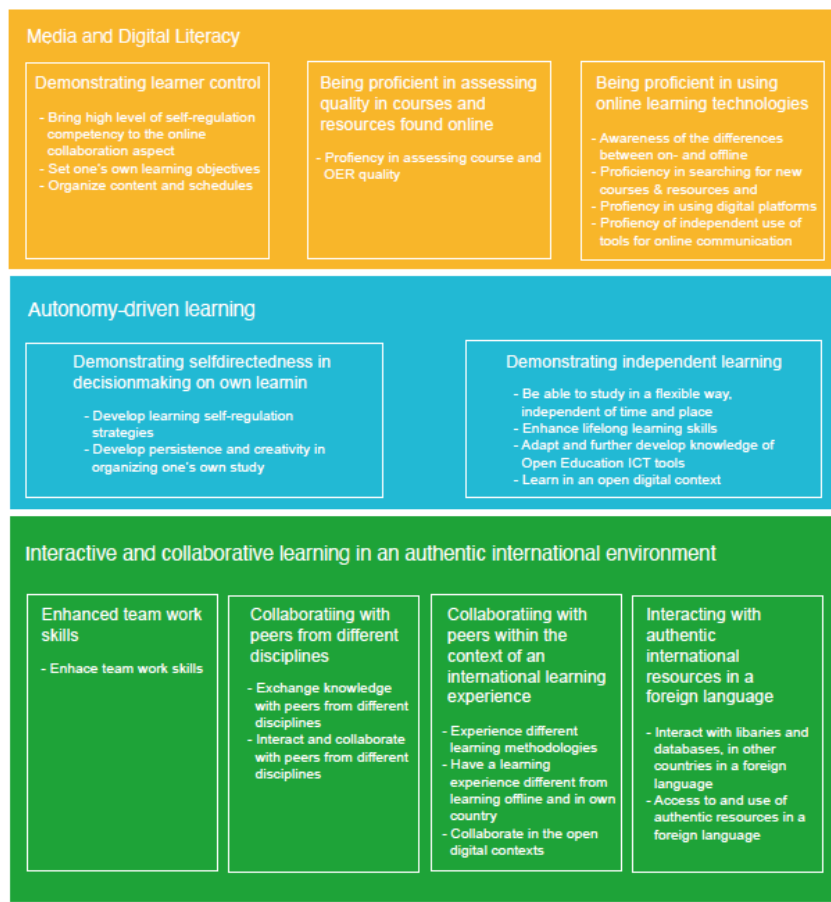 Media and Digital Literacy
Demonstrating learner control
- Bring high level of self-regulation
competency to the online
collaboration aspect
- Set one's own learning objectives
- Organize content and schedules
Being proficient in assessing
quality in courses and
resources found online
- Profiency in assessing course and
OER quality
Being proficient in using
online learning technologies
- Awareness of the differences
between on- and offline
- Proficiency in searching for new
courses & resources and
- Profiency in using digital platforms
- Profiency of independent use of
tools for online communication
Autonomy-driven learning
Demonstrating selfdirectedness in
decisionmaking on own learnin
- Develop learning self-regulation
strategies
- Develop persistence and creativity in
organizing one's own study
Demonstrating independent learning
- Be able to study in a flexible way,
independent of time and place
- Enhance lifelong learning skills
- Adapt and further develop knowledge of
Open Education ICT tools
- Learn in an open digital context
Interactive and collaborative learning in an authentic international environment
Enhanced team work
skills
- Enhace team work skills
Collaboratiing with
peers from different
disciplines
- Exchange knowledge
with peers from different
disciplines
- Interact and collaborate
with peers from different
disciplines
Collaboratiing with
peers within the
context of an
international learning
experience
- Experience different
learning methodologies
- Have a learning
experience different from
learning offline and in own
country
- Collaborate in the open
digital contexts
Interacting with
authentic
international
resources in a
foreign language
- Interact with libaries and
databases, in other
countries in a foreign
language
- Access to and use of
authentic resources in a
foreign language